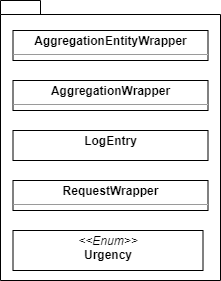 AggregationEntityWrapper
AggregationWrapper
LogEntry
RequestWrapper
<<Enum>>
Urgency